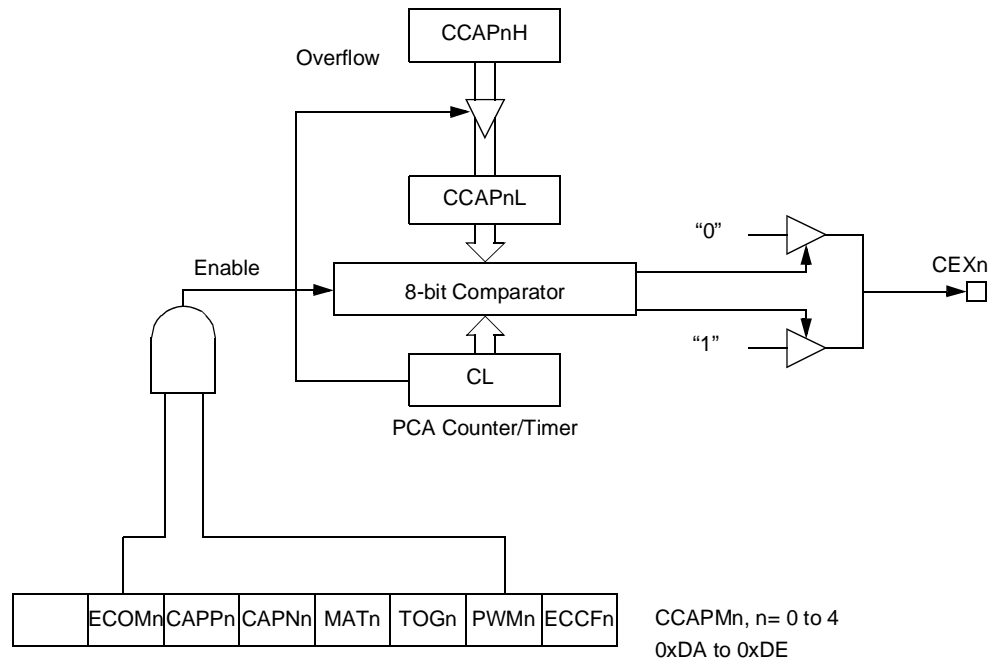 CCAPnH
Overflow
CCAPnL
“0”
Enable
CEXn
8-bit Comparator
“1”
CL
PCA Counter/Timer
ECOMn CAPPn CAPNn MATn TOGn PWMn ECCFn
CCAPMn, n= 0 to 4
0xDA to 0xDE